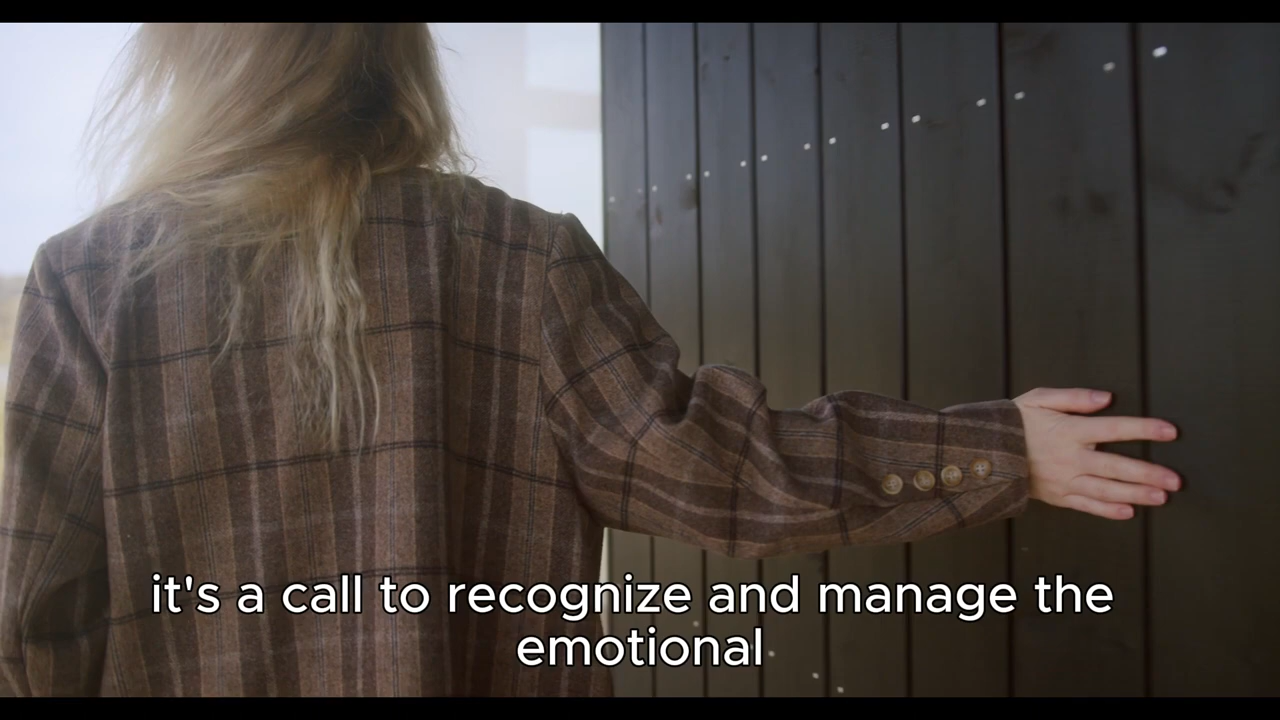 it's a call to recognize and manage the
emotional